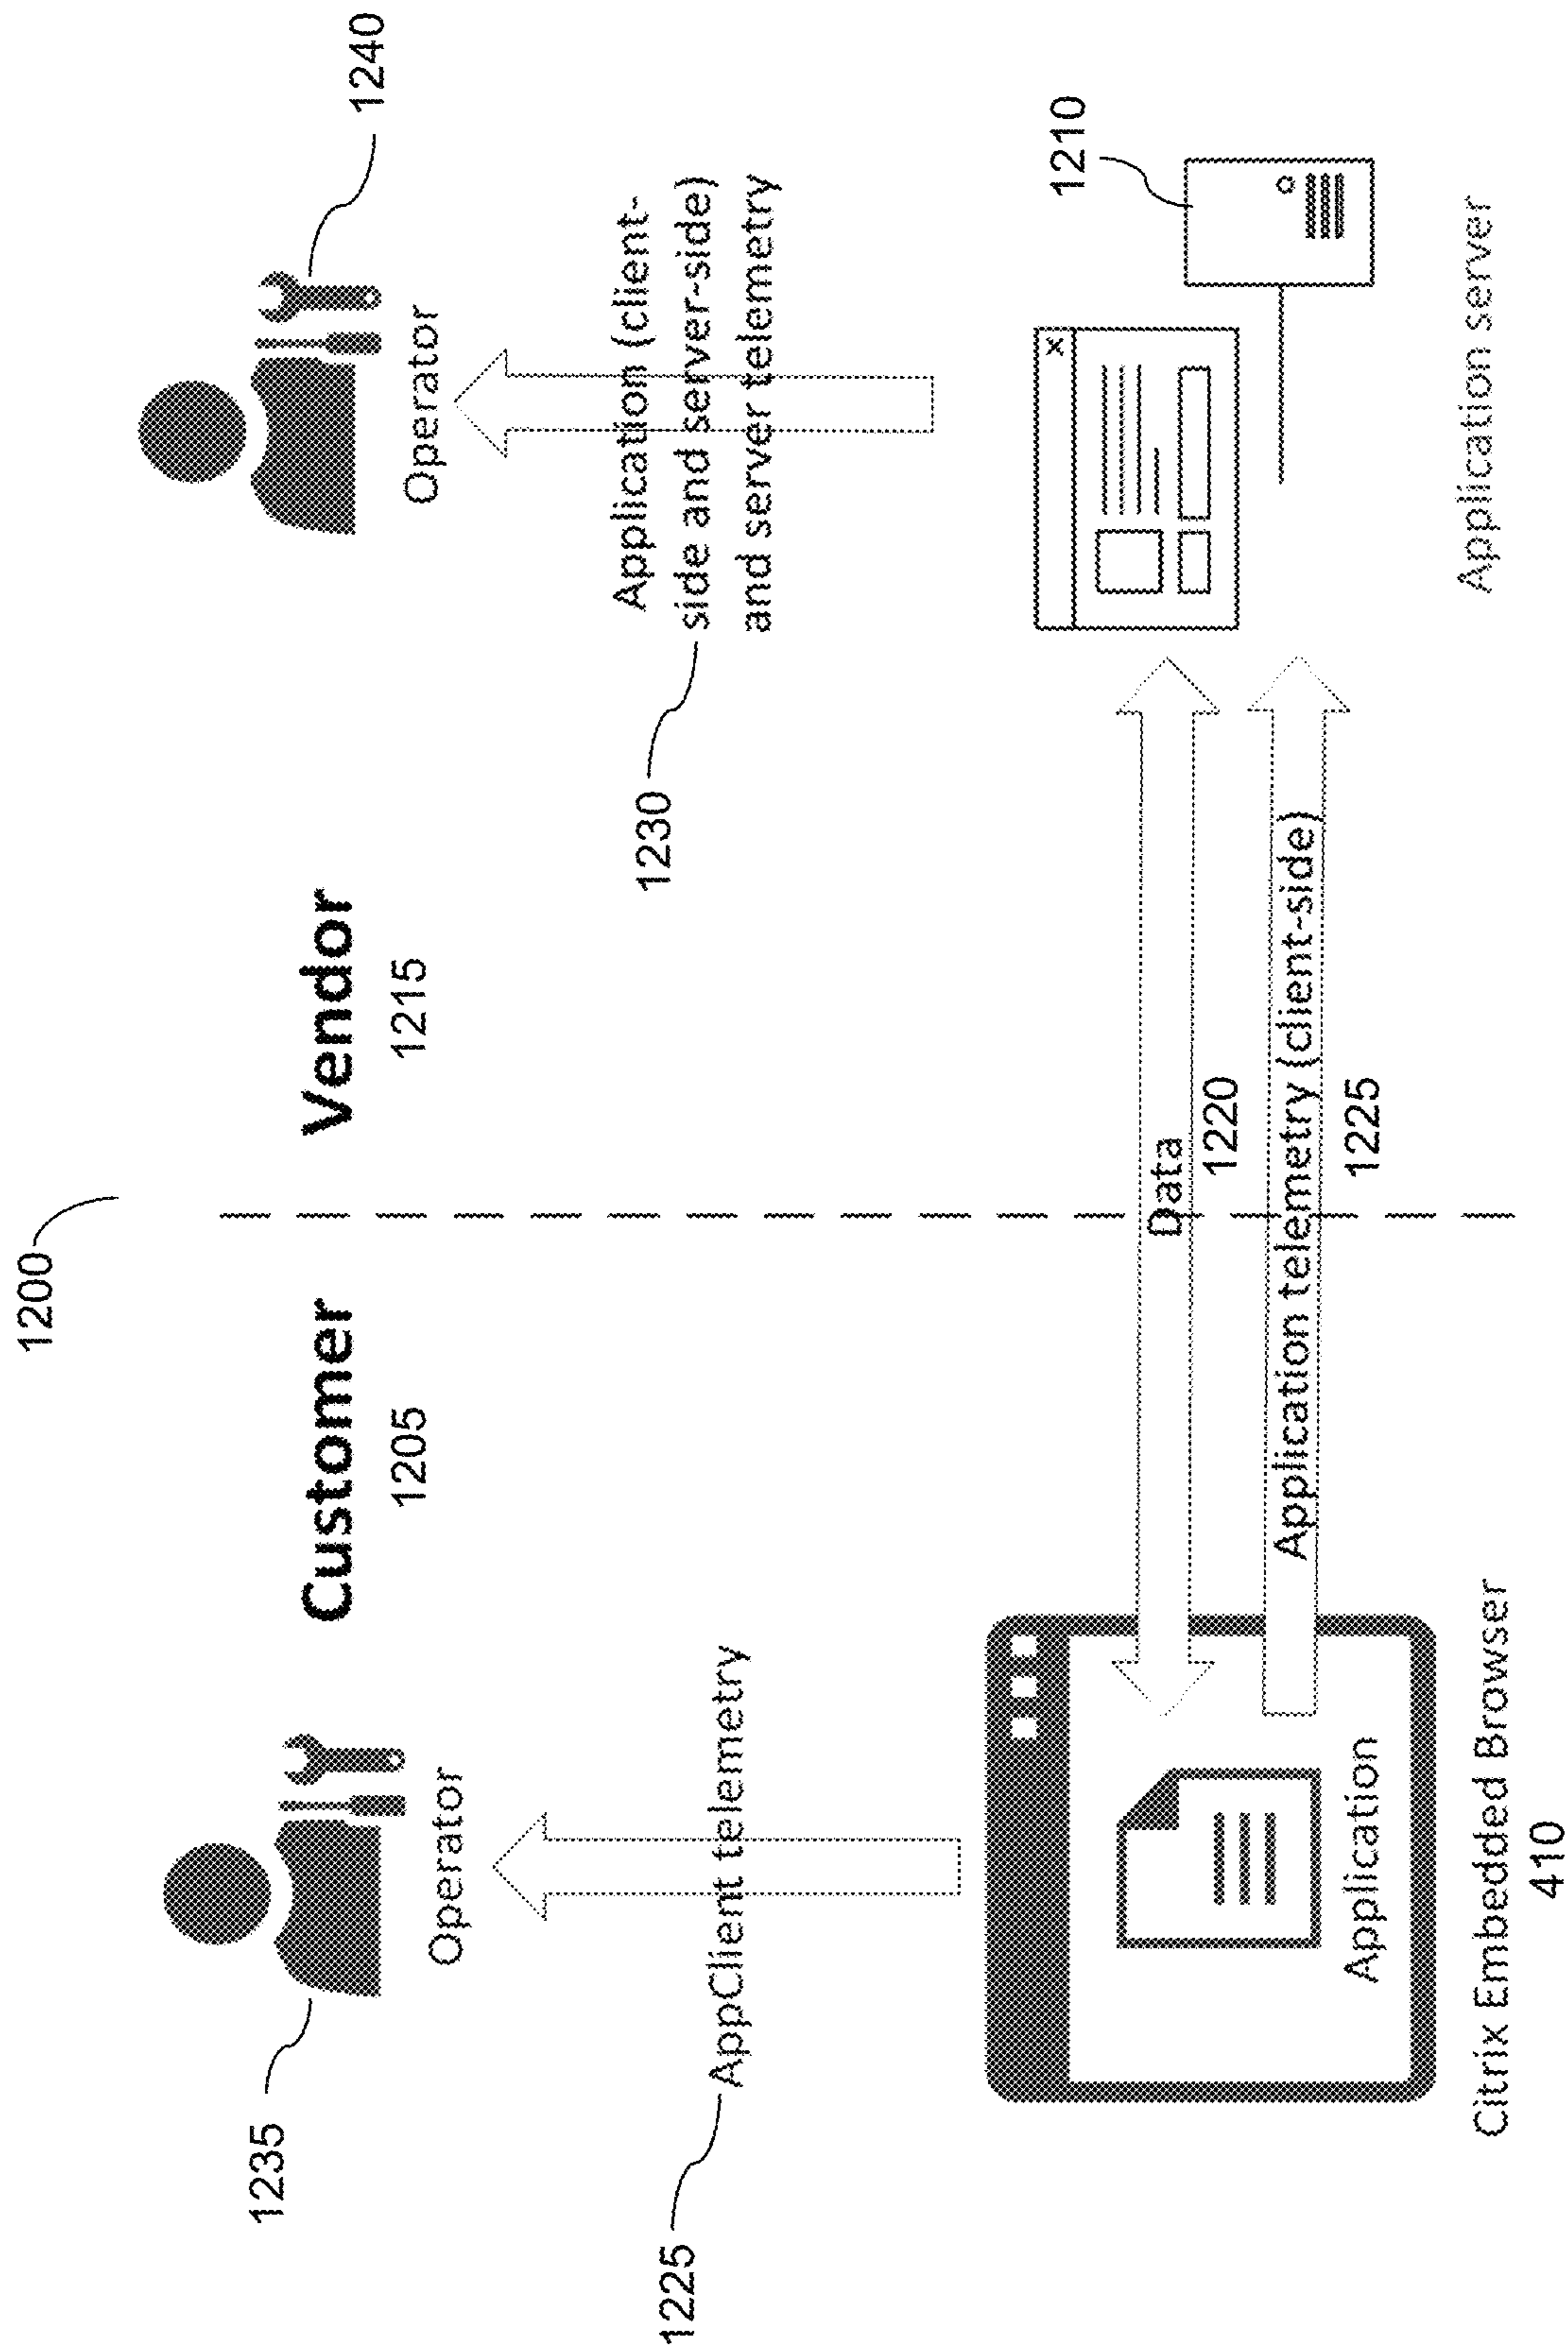 1200
Customer
1205
Vendor
1215
1235
Operator
1240
Operator
1225
AppClient telemetry
1230
Application (client-
side and server-side)
and server telemetry
Data
1220
Application telemetry (client-side)
1225
1210
Application
Citrix Embedded Browser
410
Application server
x